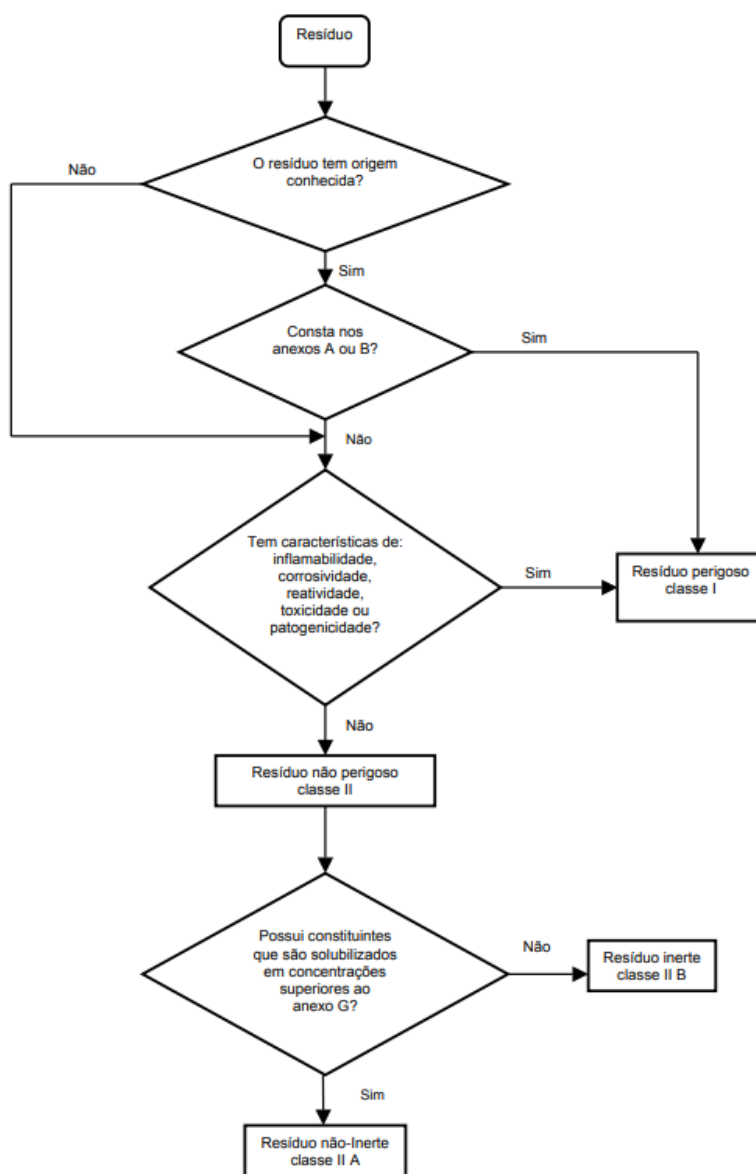 Resíduo
O resíduo tem origem
conhecida?
Não
Sim
Consta nos
anexos A ou B?
Sim
Não
Tem características de:
inflamabilidade,
corrosividade,
reatividade,
toxicidade ou
patogenicidade?
Sim
Resíduo perigoso
classe I
Não
Resíduo não perigoso
classe II
Possui constituintes
que são solubilizados
em concentrações
superiores ao
anexo G?
Não
Resíduo inerte
classe II B
Sim
Resíduo não-Inerte
classe II A